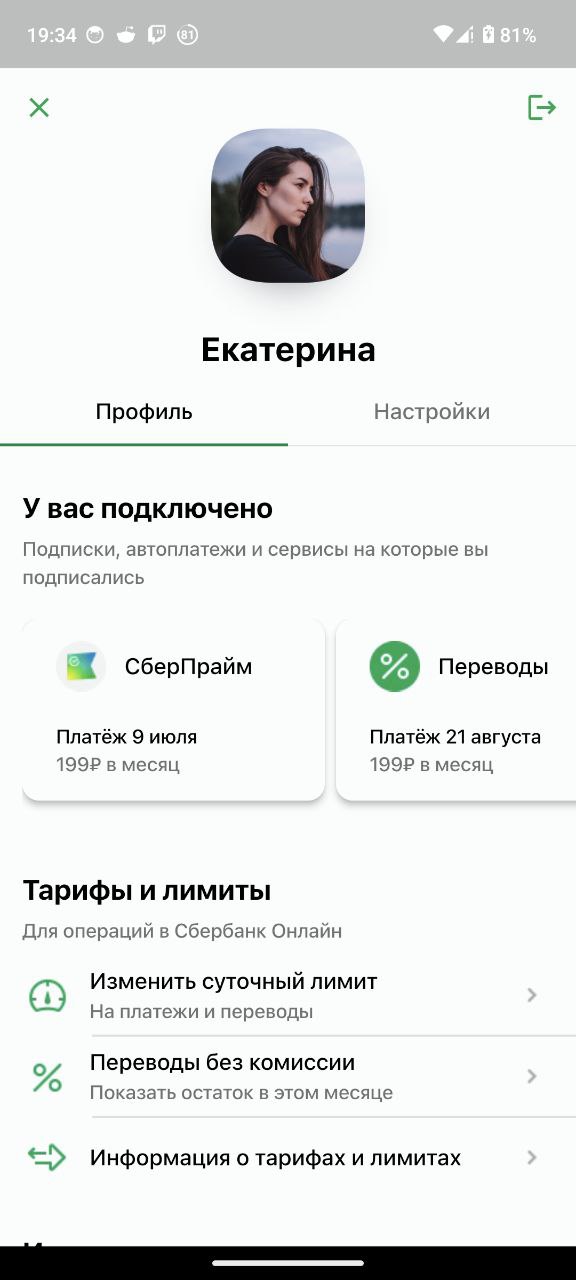 19:34 81 81%
Екатерина
Профиль Настройки
У вас подключено
Подписки, автоплатежи и сервисы на которые вы
подписались
СберПрайм
Платёж 9 июля
199₽ в месяц
Переводы
Платёж 21 августа
199₽ в месяц
Тарифы и лимиты
Для операций в Сбербанк Онлайн
Изменить суточный лимит
На платежи и переводы
Переводы без комиссии
Показать остаток в этом месяце
Информация о тарифах и лимитах